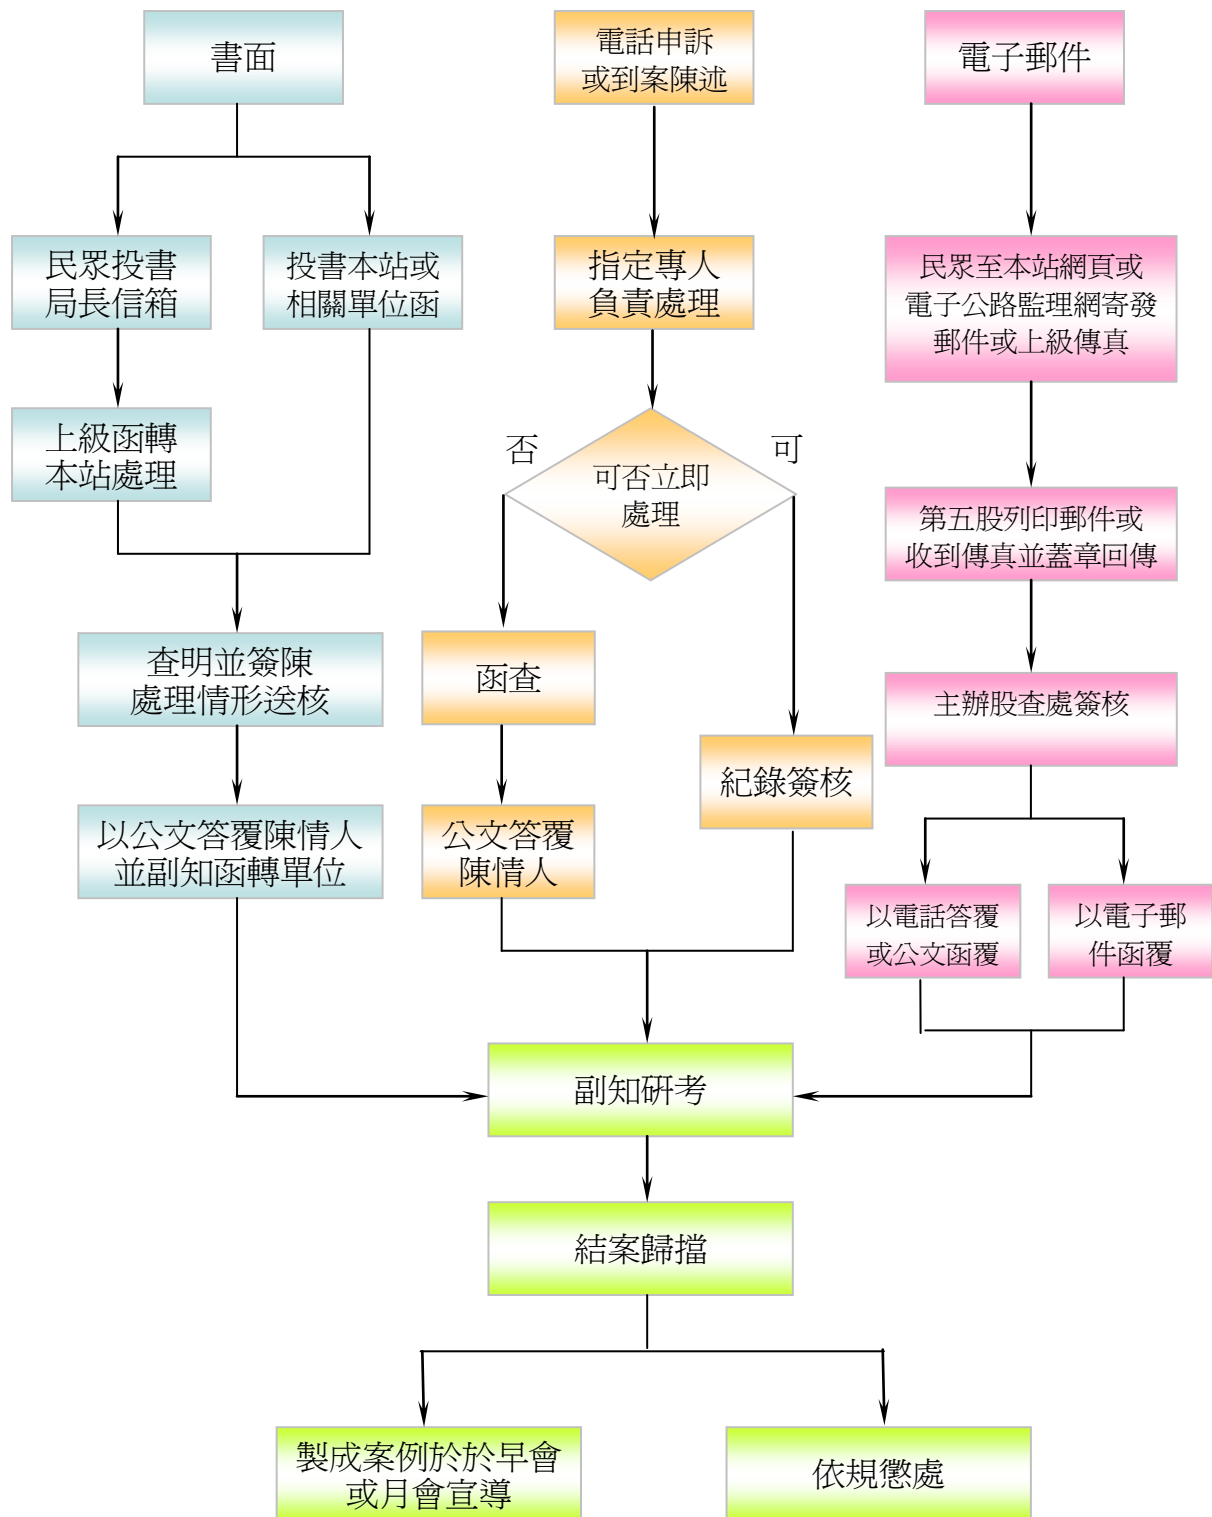 書面
電話申訴
或到案陳述
電子郵件
民眾投書
局長信箱
投書本站或
相關單位函
指定專人
負責處理
民眾至本站網頁或
電子公路監理網寄發
郵件或上級傳真
上級函轉
本站處理
否
可
可否立即
處理
第五股列印郵件或
收到傳真並蓋章回傳
查明並簽陳
處理情形送核
函查
主辦股查處簽核
紀錄簽核
以公文答覆陳情人
並副知函轉單位
公文答覆
陳情人
以電話答覆
或公文函覆
以電子郵
件函覆
副知研考
結案歸擋
製成案例於於早會
或月會宣導
依規懲處